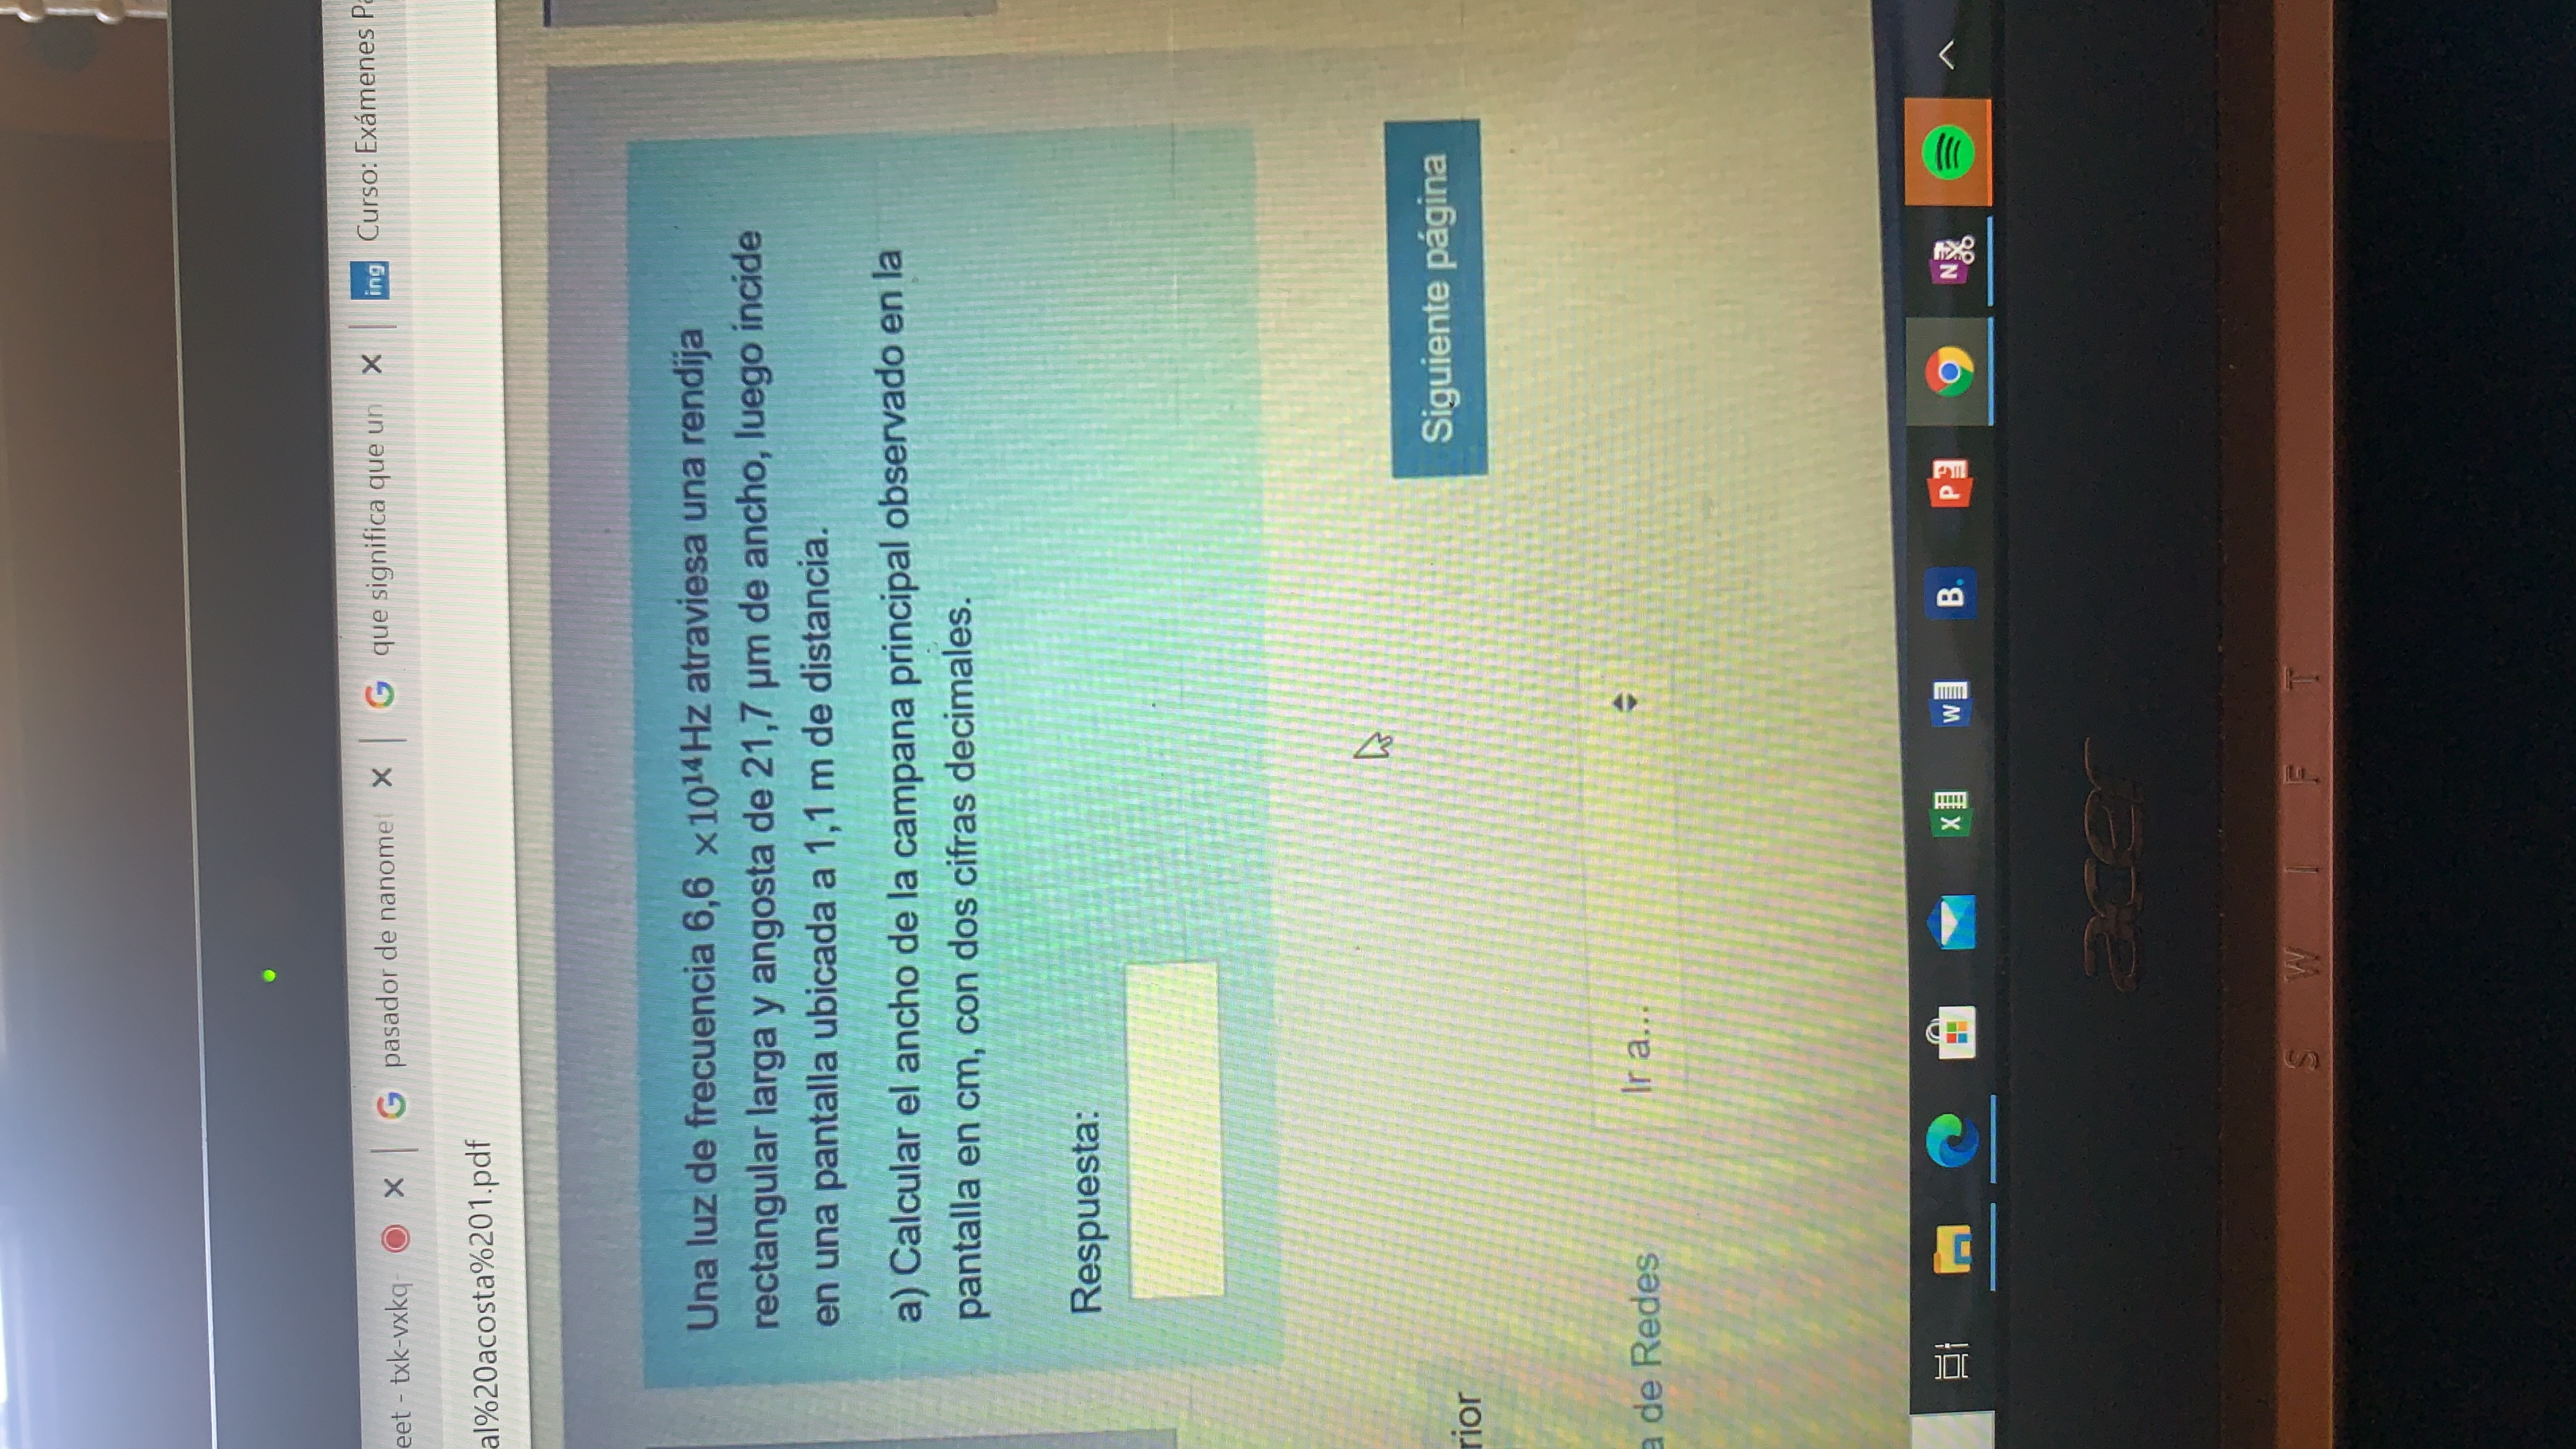 eet - txk-vxkq-
pasador de nanomet
que significa que un
ing
Curso: Exámenes Pa
al%20acosta%201.pdf
Una luz de frecuencia 6,6 ×10¹⁴Hz atraviesa una rendija
rectangular larga y angosta de 21,7 µm de ancho, luego incide
en una pantalla ubicada a 1,1 m de distancia.
a) Calcular el ancho de la campana principal observado en la
pantalla en cm, con dos cifras decimales.
Respuesta:
Siguiente página
rior
a de Redes
Ir a...
X
W
B.
P
N
acer
SWIFT